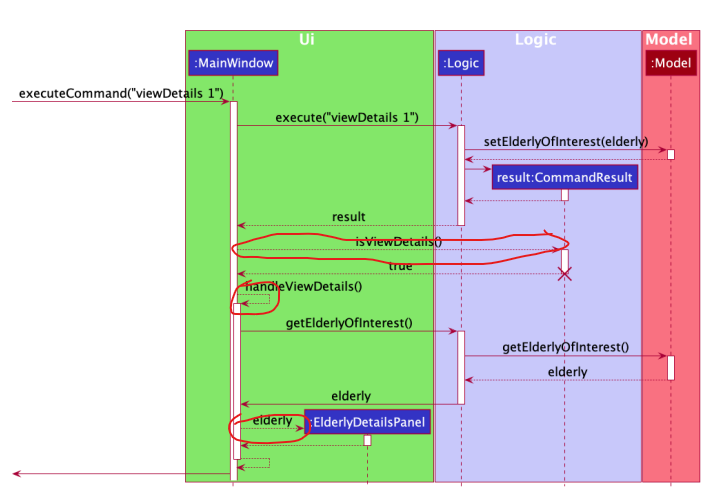 Ui
Logic
Model
:MainWindow
:Logic
:Model
executeCommand("viewDetails 1")
execute("viewDetails 1")
setElderlyOfInterest(elderly)
result:CommandResult
result
isViewDetails()
true
handleViewDetails()
getElderlyOfInterest()
getElderlyOfInterest()
elderly
elderly
elderly
:ElderlyDetailsPanel